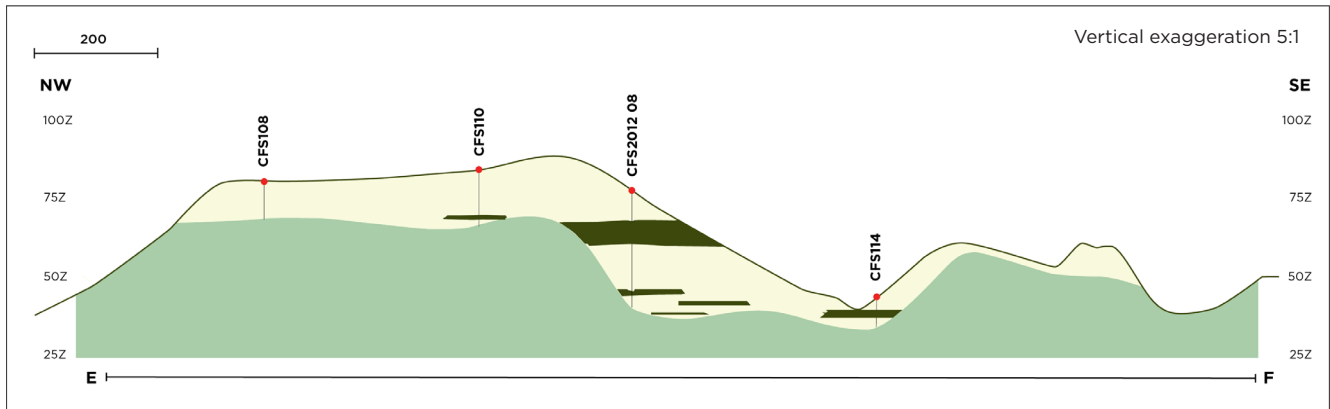 200
Vertical exaggeration 5:1
NW
SE
100Z
100Z
CFS108
CFS110
CFS2012 08
75Z
75Z
CFS114
50Z
50Z
25Z
25Z
E
F